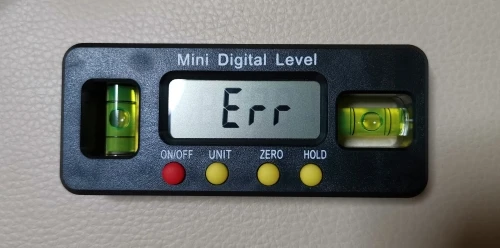 Mini Digital Level
Err
ON/OFF UNIT ZERO HOLD